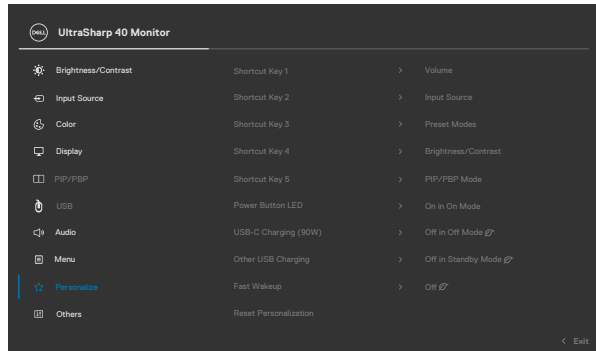 DELL UltraSharp 40 Monitor
Brightness/Contrast Shortcut Key 1 > Volume
Input Source Shortcut Key 2 > Input Source
Color Shortcut Key 3 > Preset Modes
Display Shortcut Key 4 > Brightness/Contrast
PIP/PBP Shortcut Key 5 > PIP/PBP Mode
USB Power Button LED > On in On Mode
Audio USB-C Charging (90W) > Off in Off Mode
Menu Other USB Charging > Off in Standby Mode
Personalize Fast Wakeup > Off
Others Reset Personalization
< Exit